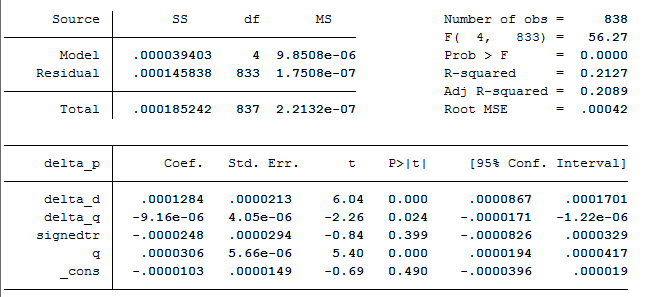 Source SS df MS Number of obs = 838
F( 4, 833) = 56.27
Model .000039403 4 9.8508e-06 Prob > F = 0.0000
Residual .000145838 833 1.7508e-07 R-squared = 0.2127
Adj R-squared = 0.2089
Total .000185242 837 2.2132e-07 Root MSE = .00042
delta_p Coef. Std. Err. t P>|t| [95% Conf. Interval]
delta_d .0001284 .0000213 6.04 0.000 .0000867 .0001701
delta_q -9.16e-06 4.05e-06 -2.26 0.024 -.0000171 -1.22e-06
signedtr -.0000248 .0000294 -0.84 0.399 -.0000826 .0000329
q .0000306 5.66e-06 5.40 0.000 .0000194 .0000417
_cons -.0000103 .0000149 -0.69 0.490 -.0000396 .000019